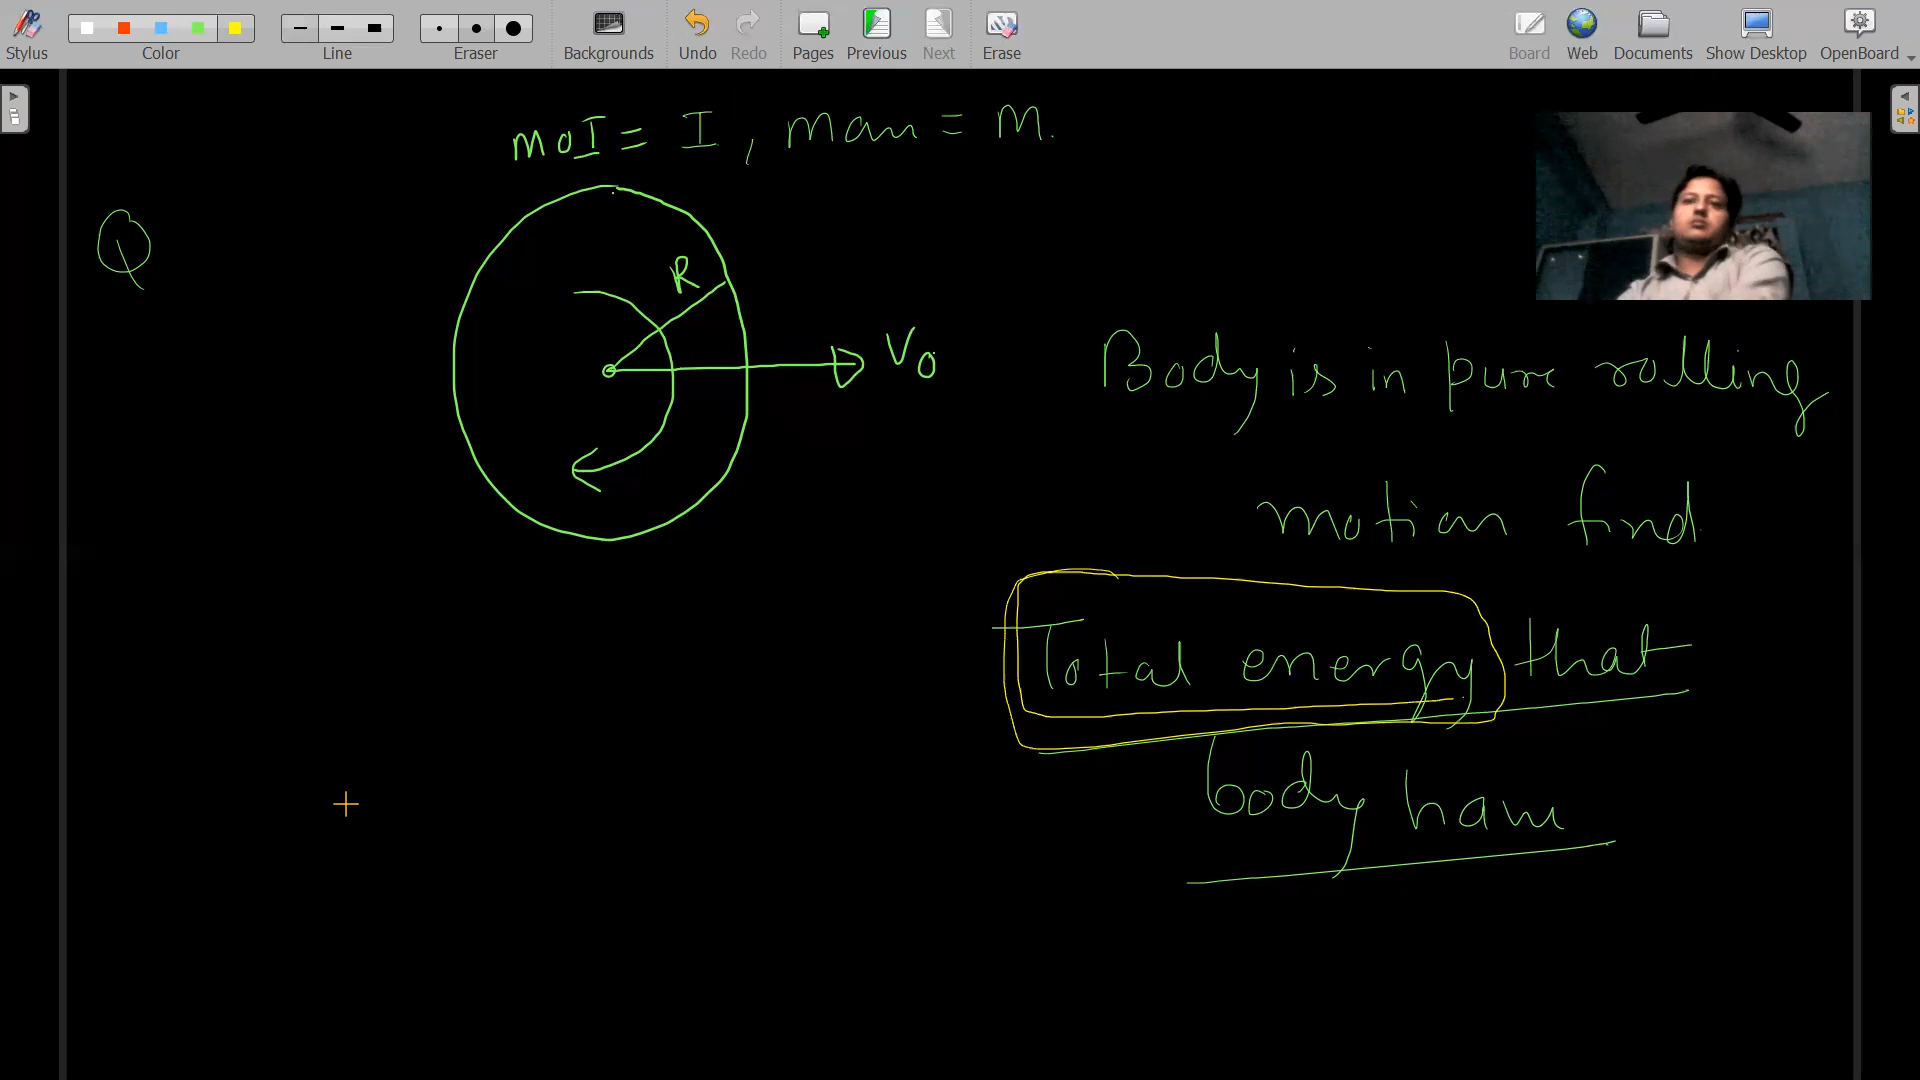 Stylus
Color
Line
Eraser
Backgrounds
Undo
Redo
Pages
Previous
Next
Erase
Board
Web
Documents
Show Desktop
OpenBoard
MOI = I, Mass = M.
Q
R
V0
Body is in pure rolling
motion find
Total energy that
body have